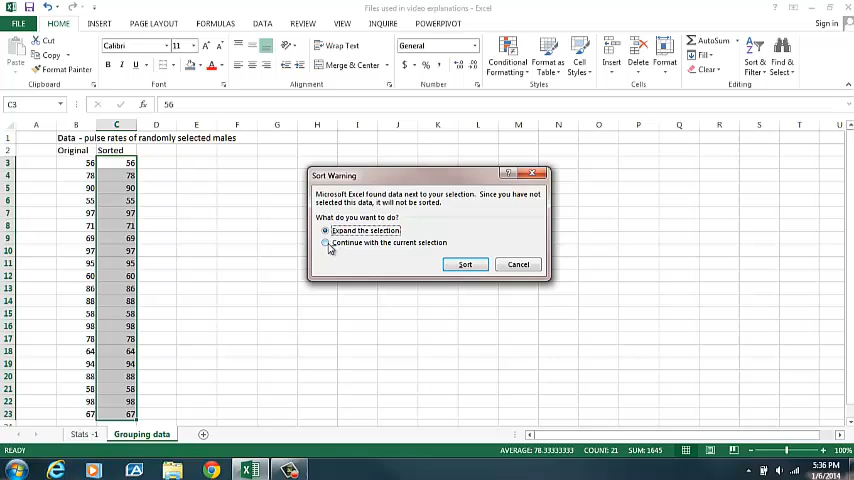 Files used in video explanations - Excel
FILE HOME INSERT PAGE LAYOUT FORMULAS DATA REVIEW VIEW INQUIRE POWERPIVOT Sign in
Cut
Copy
Format Painter
Paste
Calibri 11
B I U
Wrap Text
Merge & Center
General
$ %
Conditional Formatting
Format as Table
Cell Styles
Insert
Delete
Format
AutoSum
Fill
Clear
Sort & Filter
Find & Select
Clipboard Font Alignment Number Styles Cells Editing
C3 fx 56
A B C D E F G H I J K L M N O P Q R S T U
1 Data - pulse rates of randomly selected males
2 Original Sorted
3 56 56
4 78 78
5 90 90
6 55 55
7 97 97
8 71 71
9 69 69
10 97 97
11 95 95
12 60 60
13 86 86
14 88 88
15 58 58
16 98 98
17 78 78
18 64 64
19 94 94
20 88 88
21 58 58
22 98 98
23 67 67
Sort Warning
Microsoft Excel found data next to your selection. Since you have not
selected this data, it will not be sorted.
What do you want to do?
Expand the selection
Continue with the current selection
Sort Cancel
Stats -1 Grouping data
READY AVERAGE: 78.33333333 COUNT: 21 SUM: 1645 100%
5:36 PM
1/6/2014